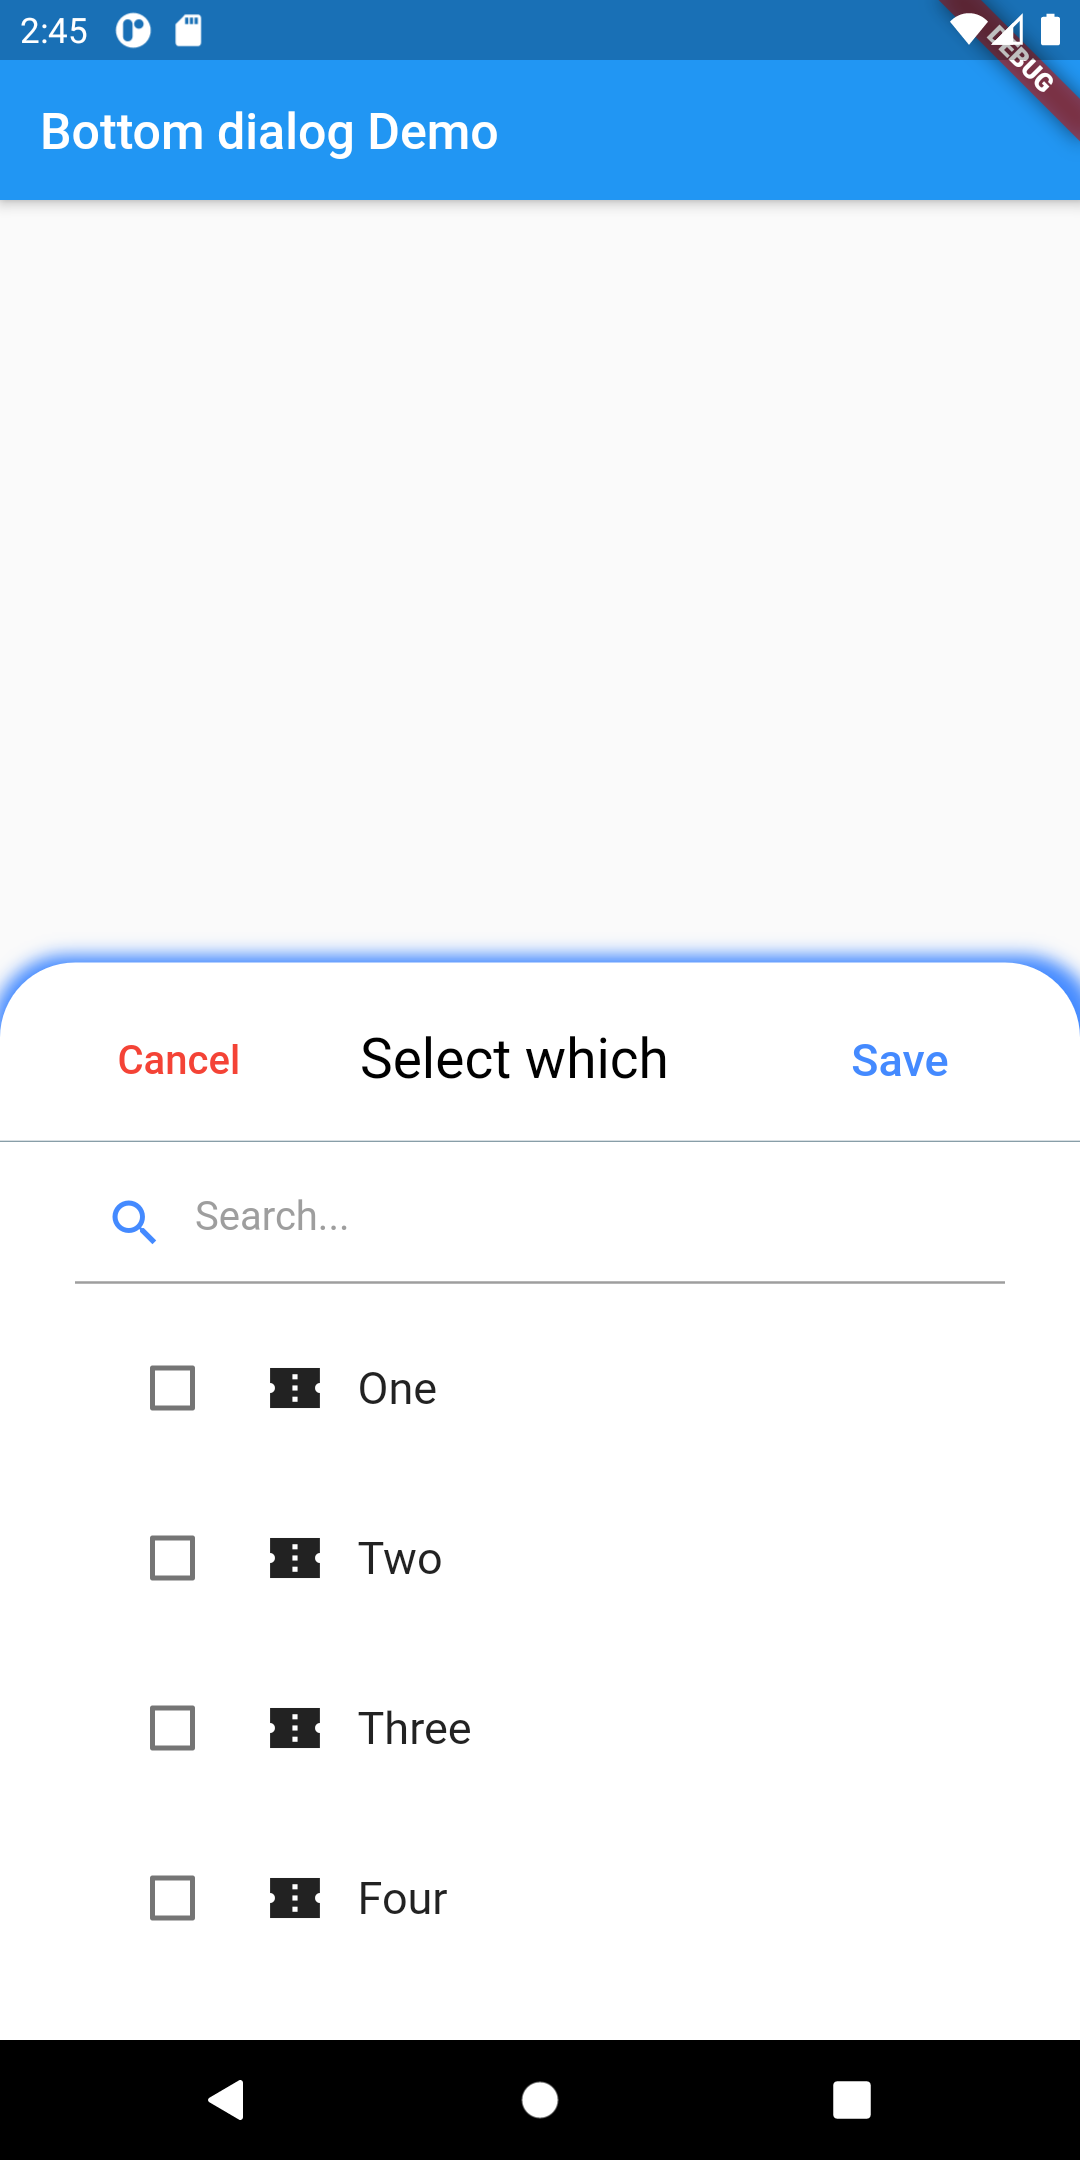 2:45
DEBUG
Bottom dialog Demo
Cancel Select which Save
Search...
One
Two
Three
Four